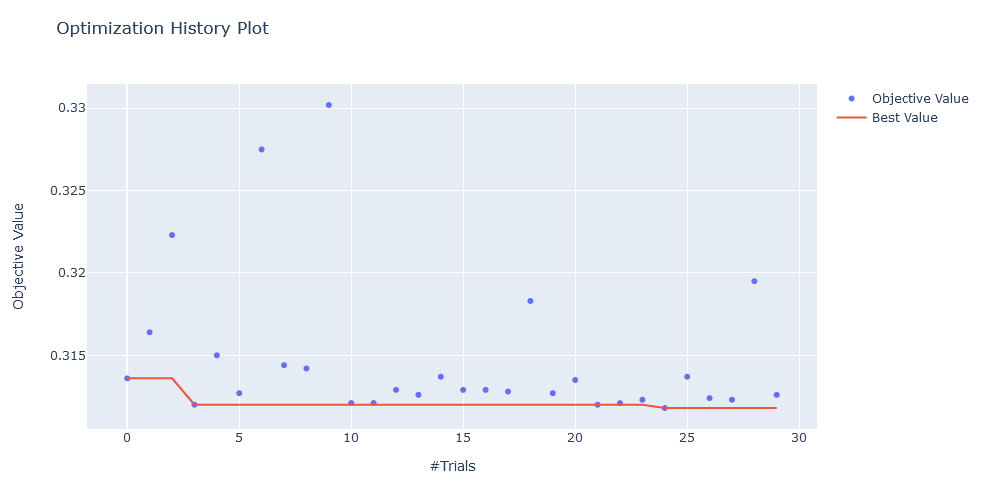 Optimization History Plot
Objective Value
Best Value
0.33
0.325
0.32
0.315
Objective Value
0
5
10
15
20
25
30
#Trials